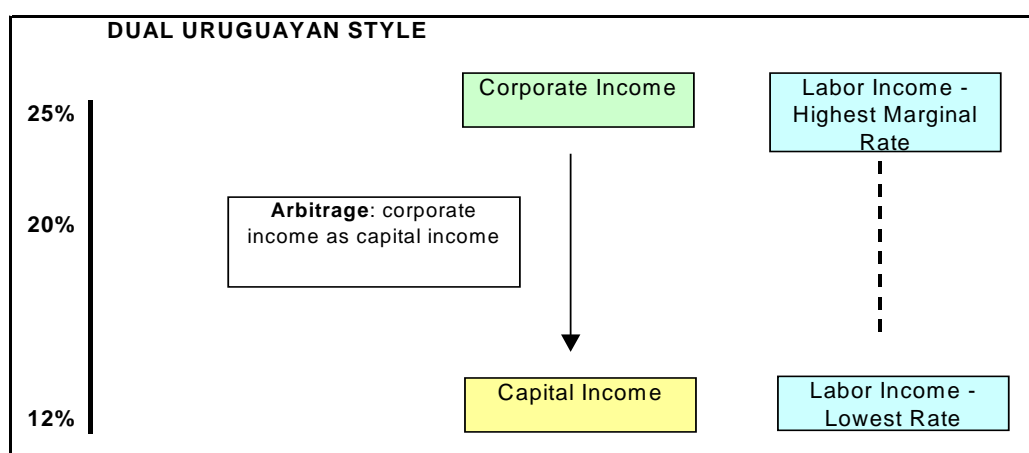 DUAL URUGUAYAN STYLE
25%
Corporate Income
Labor Income -
Highest Marginal
Rate
20%
Arbitrage: corporate
income as capital income
12%
Capital Income
Labor Income -
Lowest Rate